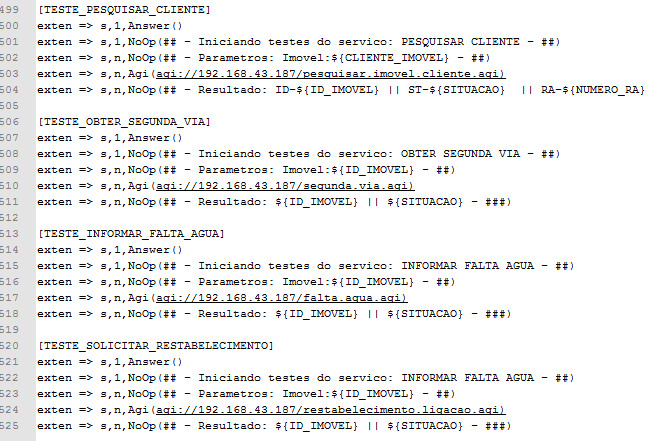 499 [TESTE_PESQUISAR_CLIENTE]
500 exten => s,1,Answer()
501 exten => s,1,NoOp(## - Iniciando testes do servico: PESQUISAR CLIENTE - ##)
502 exten => s,n,NoOp(## - Parametros: Imovel:${CLIENTE_IMOVEL} - ##)
503 exten => s,n,Agi(agi://192.168.43.187/pesquisar.imovel.cliente.agi)
504 exten => s,n,NoOp(## - Resultado: ID-${ID_IMOVEL} || ST-${SITUACAO}  || RA-${NUMERO_RA}
505
506 [TESTE_OBTER_SEGUNDA_VIA]
507 exten => s,1,Answer()
508 exten => s,1,NoOp(## - Iniciando testes do servico: OBTER SEGUNDA VIA - ##)
509 exten => s,n,NoOp(## - Parametros: Imovel:${ID_IMOVEL} - ##)
510 exten => s,n,Agi(agi://192.168.43.187/segunda.via.agi)
511 exten => s,n,NoOp(## - Resultado: ${ID_IMOVEL} || ${SITUACAO} - ###)
512
513 [TESTE_INFORMAR_FALTA_AGUA]
514 exten => s,1,Answer()
515 exten => s,1,NoOp(## - Iniciando testes do servico: INFORMAR FALTA AGUA - ##)
516 exten => s,n,NoOp(## - Parametros: Imovel:${ID_IMOVEL} - ##)
517 exten => s,n,Agi(agi://192.168.43.187/falta.agua.agi)
518 exten => s,n,NoOp(## - Resultado: ${ID_IMOVEL} || ${SITUACAO} - ###)
519
520 [TESTE_SOLICITAR_RESTABELECIMENTO]
521 exten => s,1,Answer()
522 exten => s,1,NoOp(## - Iniciando testes do servico: INFORMAR FALTA AGUA - ##)
523 exten => s,n,NoOp(## - Parametros: Imovel:${ID_IMOVEL} - ##)
524 exten => s,n,Agi(agi://192.168.43.187/restabelecimento.ligacao.agi)
525 exten => s,n,NoOp(## - Resultado: ${ID_IMOVEL} || ${SITUACAO} - ###)